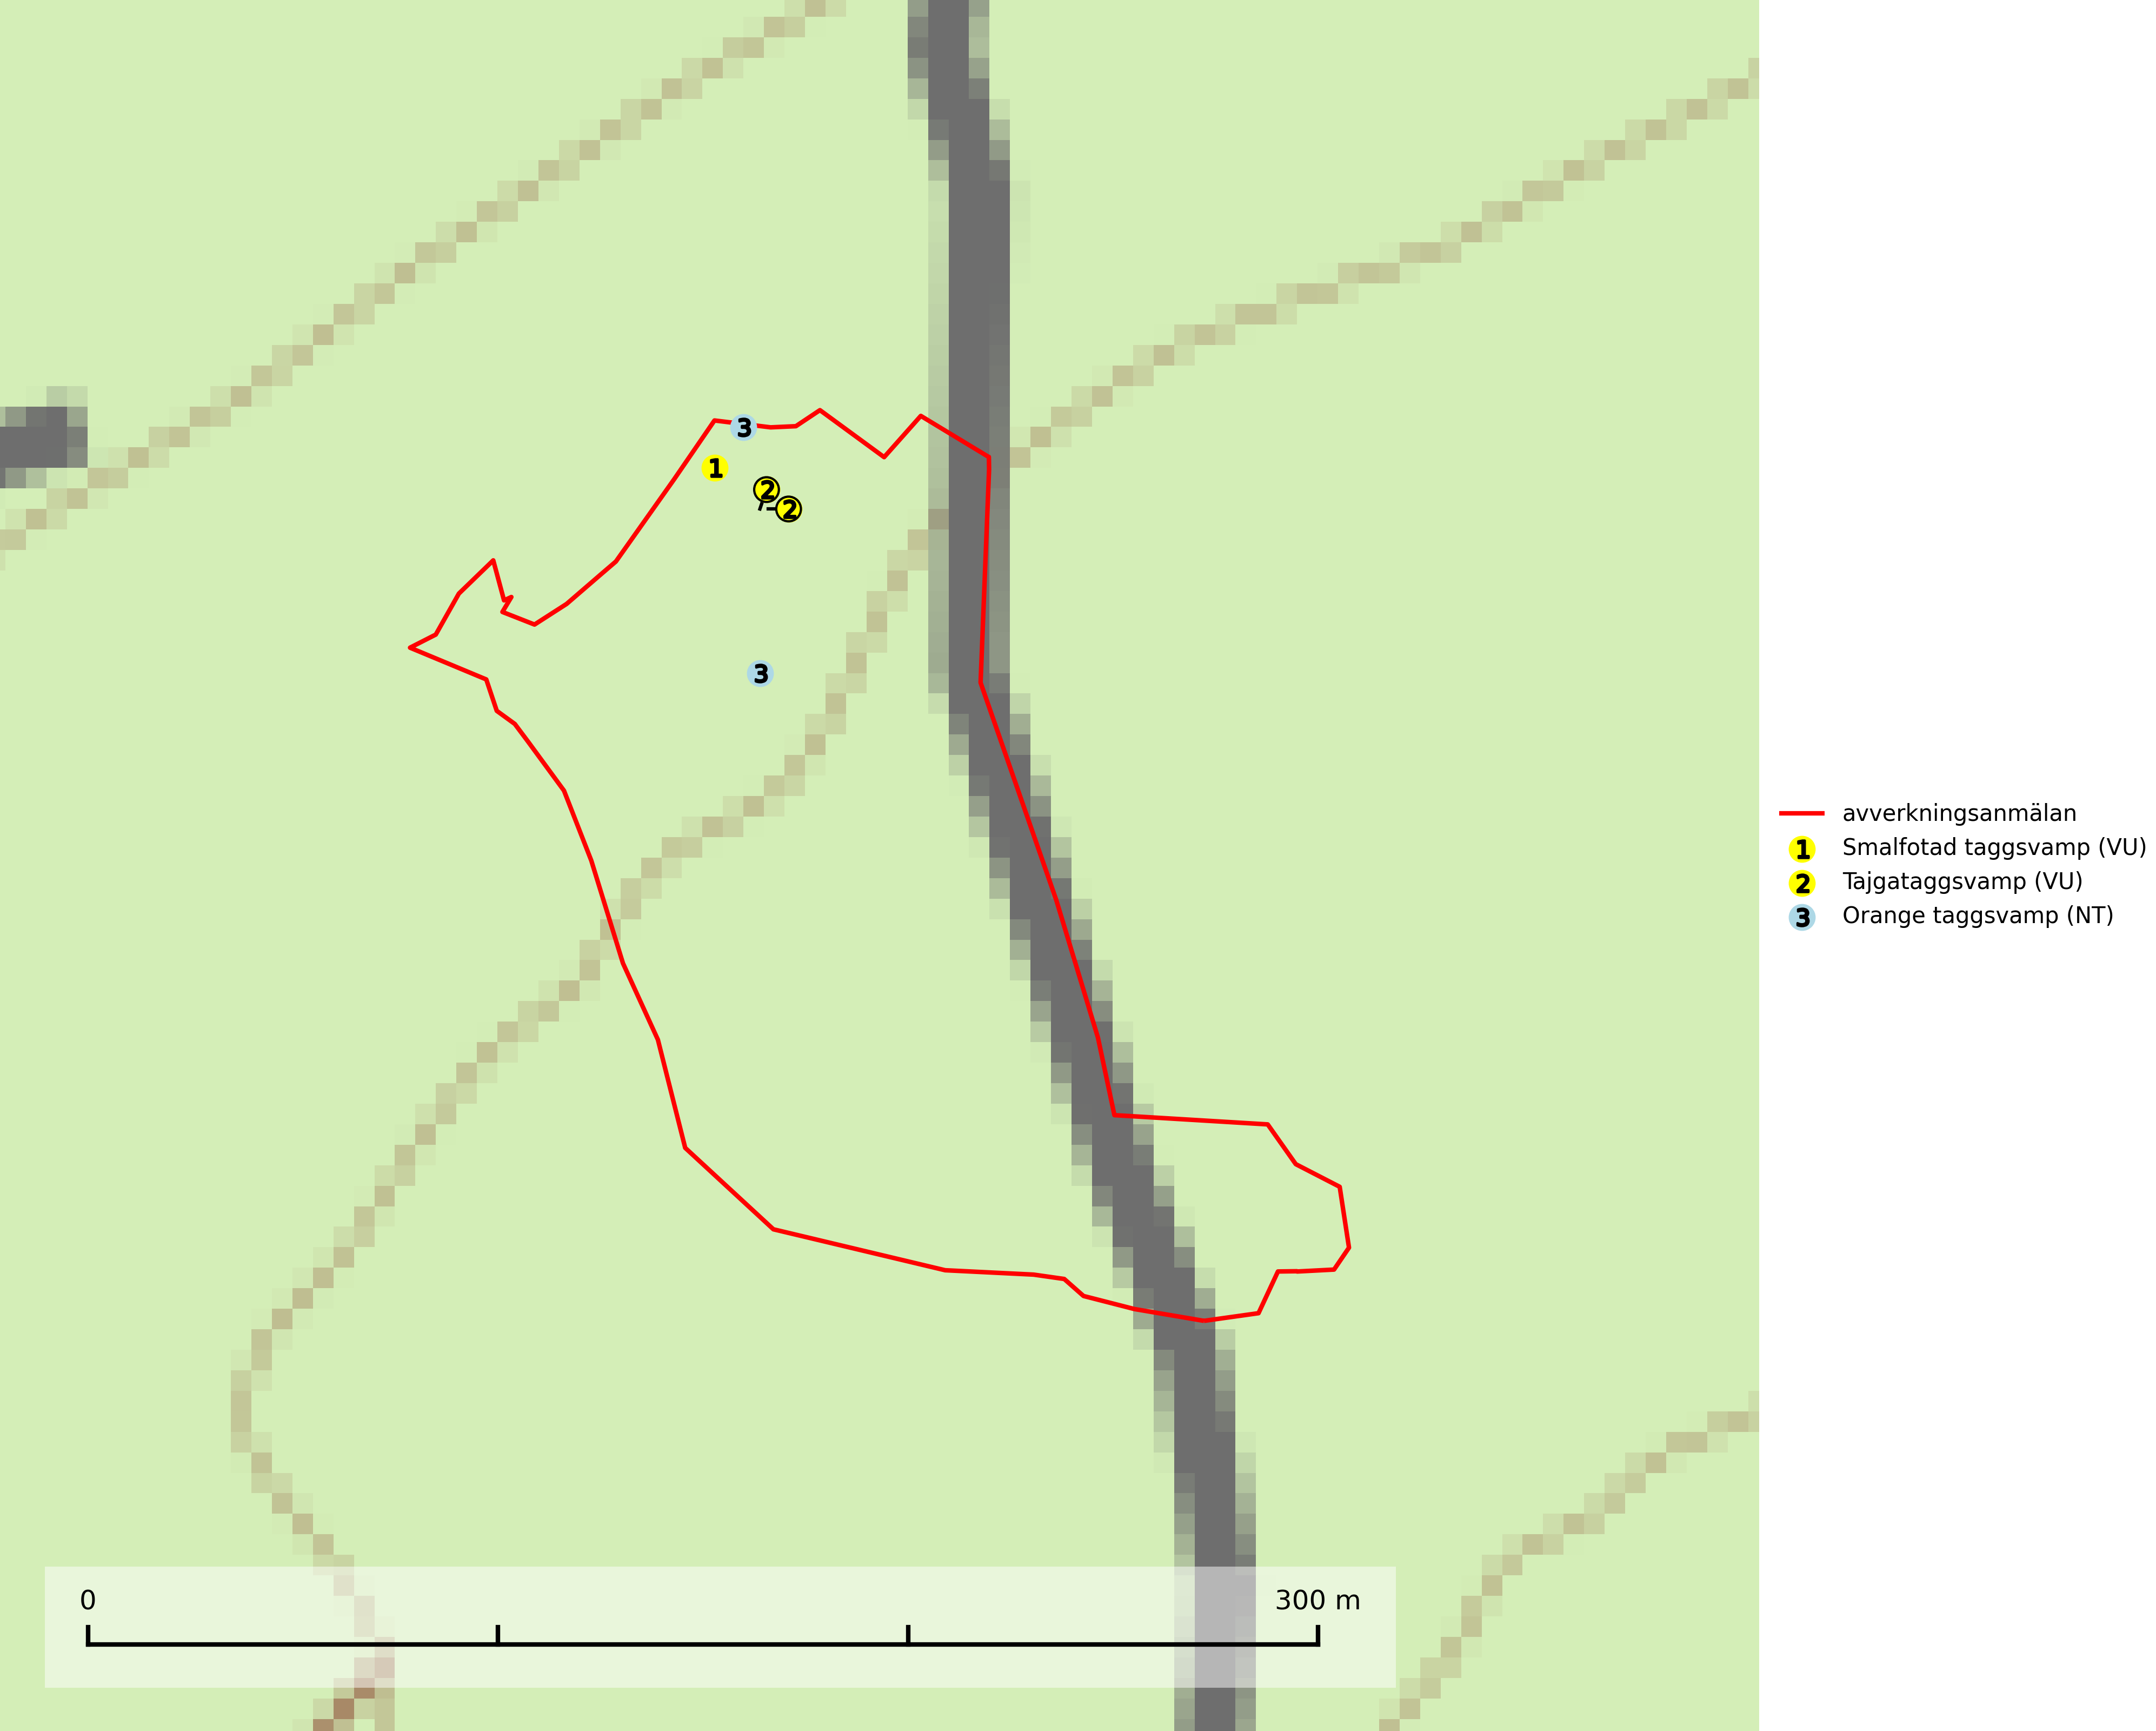 3
1
2
2
3
avverkningsanmälan
1 Smalfotad taggsvamp (VU)
2 Tajgataggsvamp (VU)
3 Orange taggsvamp (NT)
0 300 m